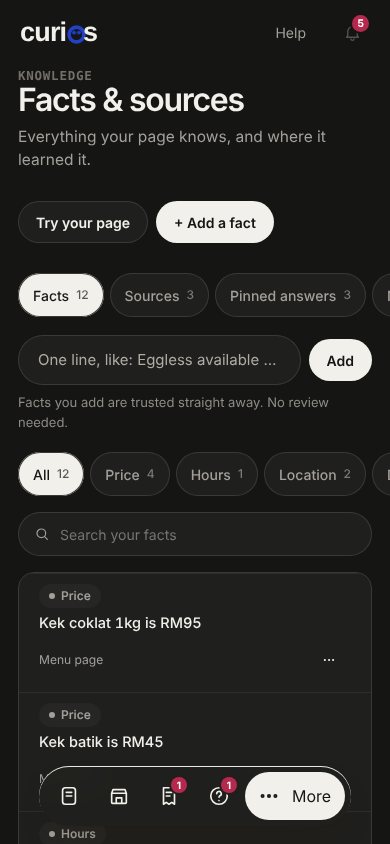 curios
Help
5
KNOWLEDGE
Facts & sources
Everything your page knows, and where it
learned it.
Try your page
+ Add a fact
Facts 12
Sources 3
Pinned answers 3
One line, like: Eggless available ...
Add
Facts you add are trusted straight away. No review
needed.
All 12
Price 4
Hours 1
Location 2
Search your facts
Price
Kek coklat 1kg is RM95
Menu page
Price
Kek batik is RM45
1
1
More
Hours